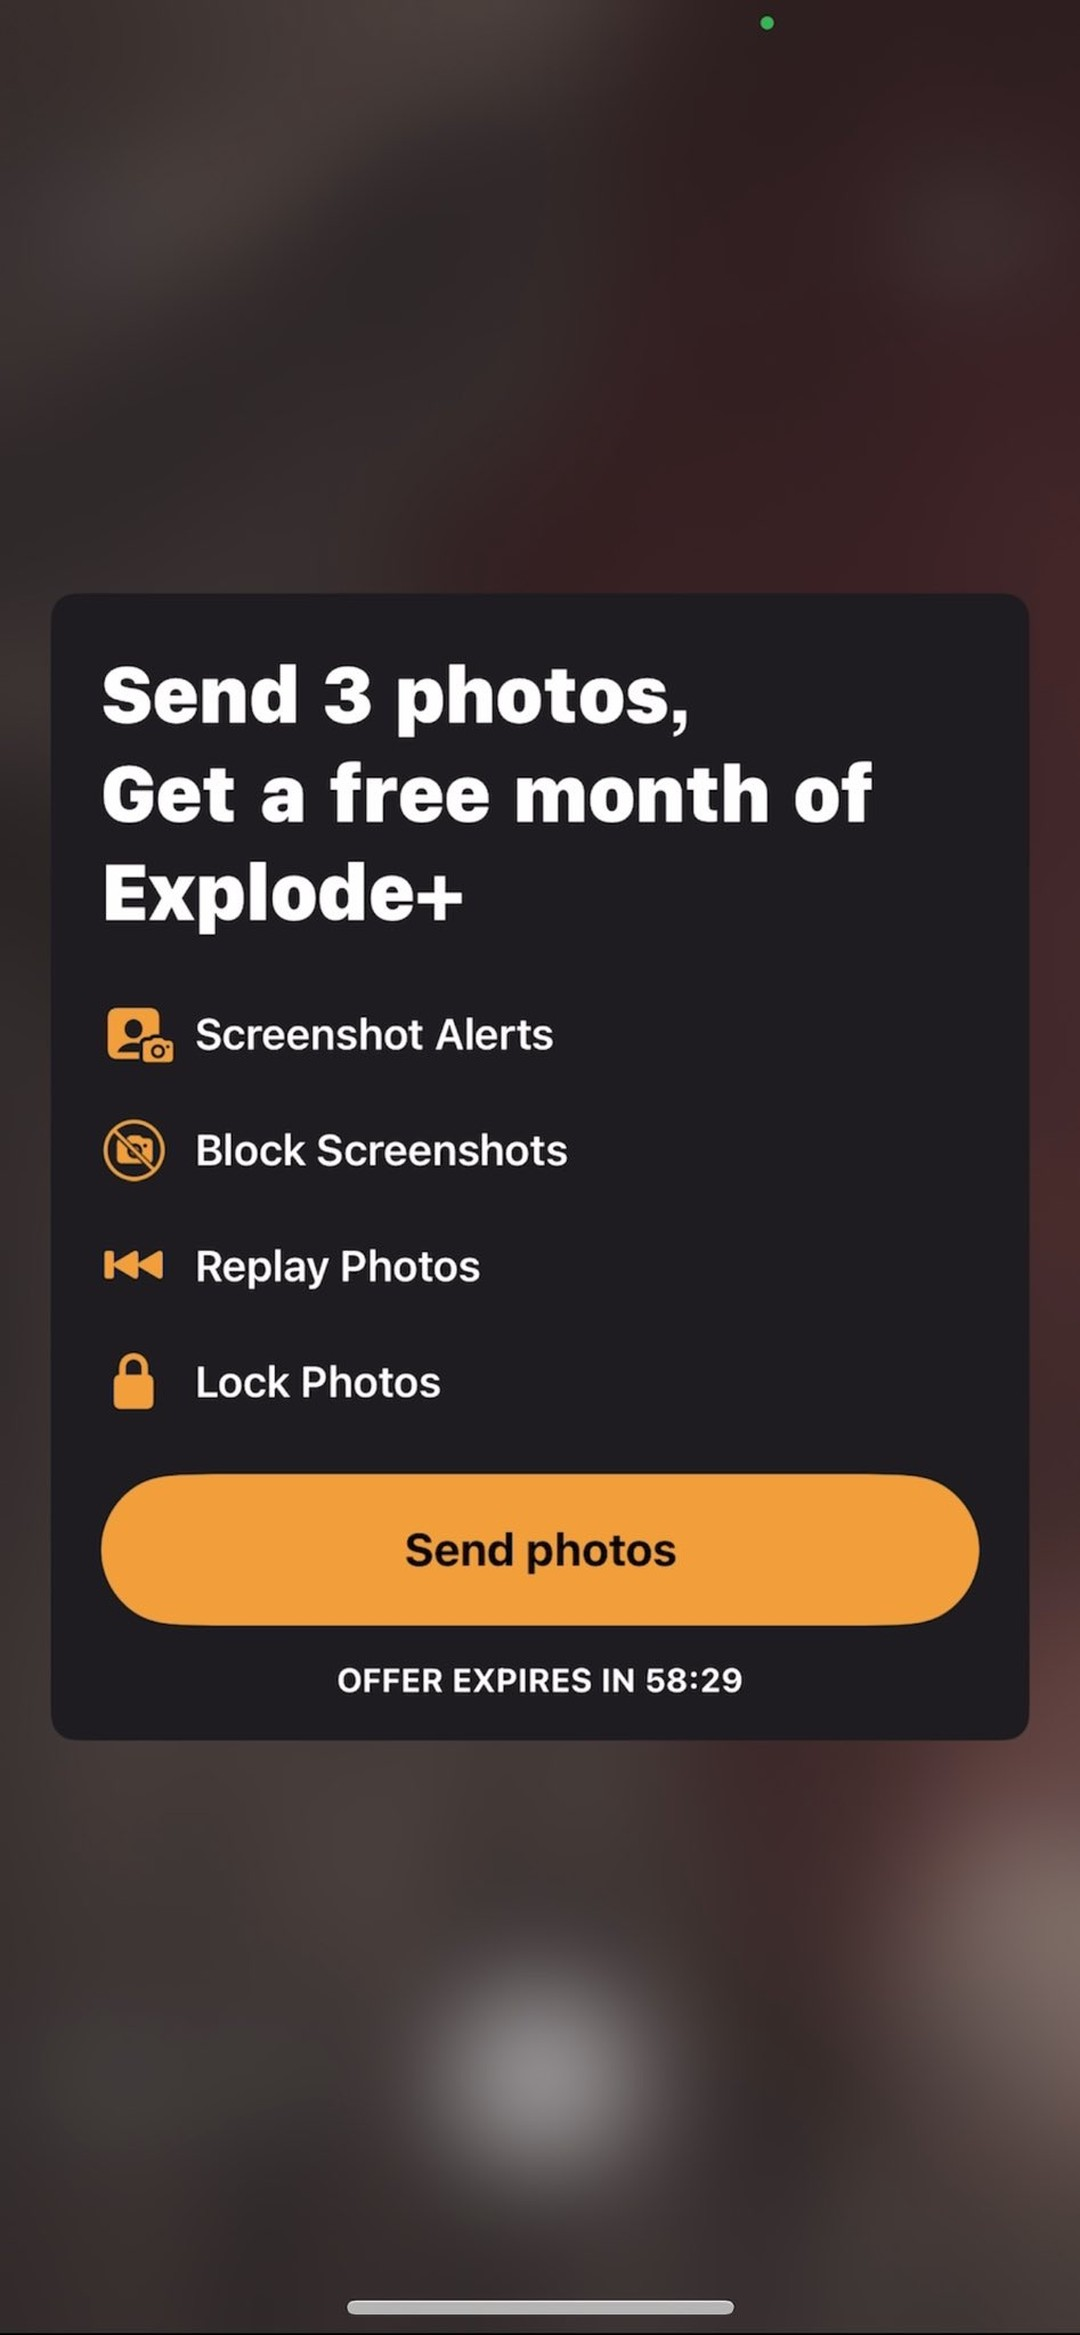 Send 3 photos,
Get a free month of
Explode+
Screenshot Alerts
Block Screenshots
Replay Photos
Lock Photos
Send photos
OFFER EXPIRES IN 58:29